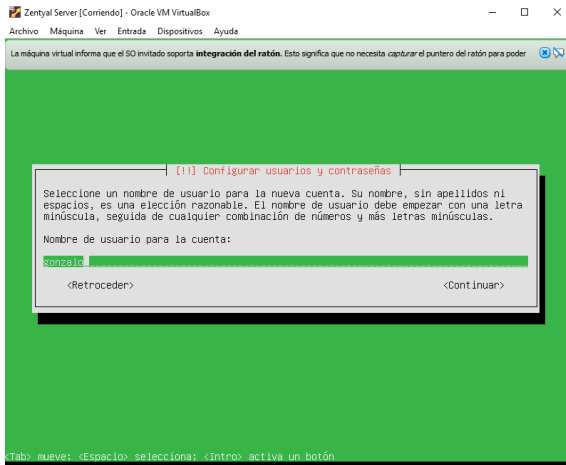 Zentyal Server [Corriendo] - Oracle VM VirtualBox
Archivo Máquina Ver Entrada Dispositivos Ayuda
La máquina virtual informa que el SO invitado soporta integración del ratón. Esto significa que no necesita capturar el puntero del ratón para poder
[!!] Configurar usuarios y contraseñas
Seleccione un nombre de usuario para la nueva cuenta. Su nombre, sin apellidos ni
espacios, es una elección razonable. El nombre de usuario debe empezar con una letra
minúscula, seguida de cualquier combinación de números y más letras minúsculas.
Nombre de usuario para la cuenta:
gonzalo
<Retroceder> <Continuar>
<Tab> mueve; <Espacio> selecciona; <Intro> activa un botón